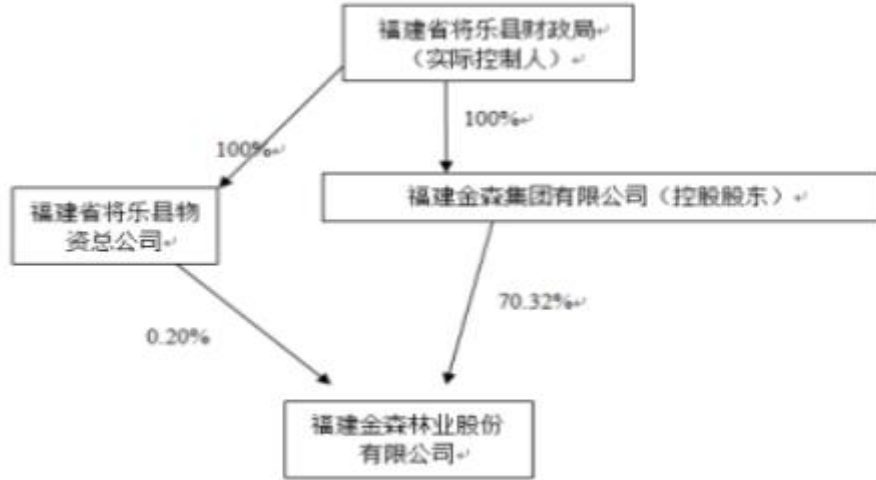 福建省将乐县财政局
（实际控制人）
100%
100%
福建省将乐县物
资总公司
福建金森集团有限公司（控股股东）
0.20%
70.32%
福建金森林业股份
有限公司